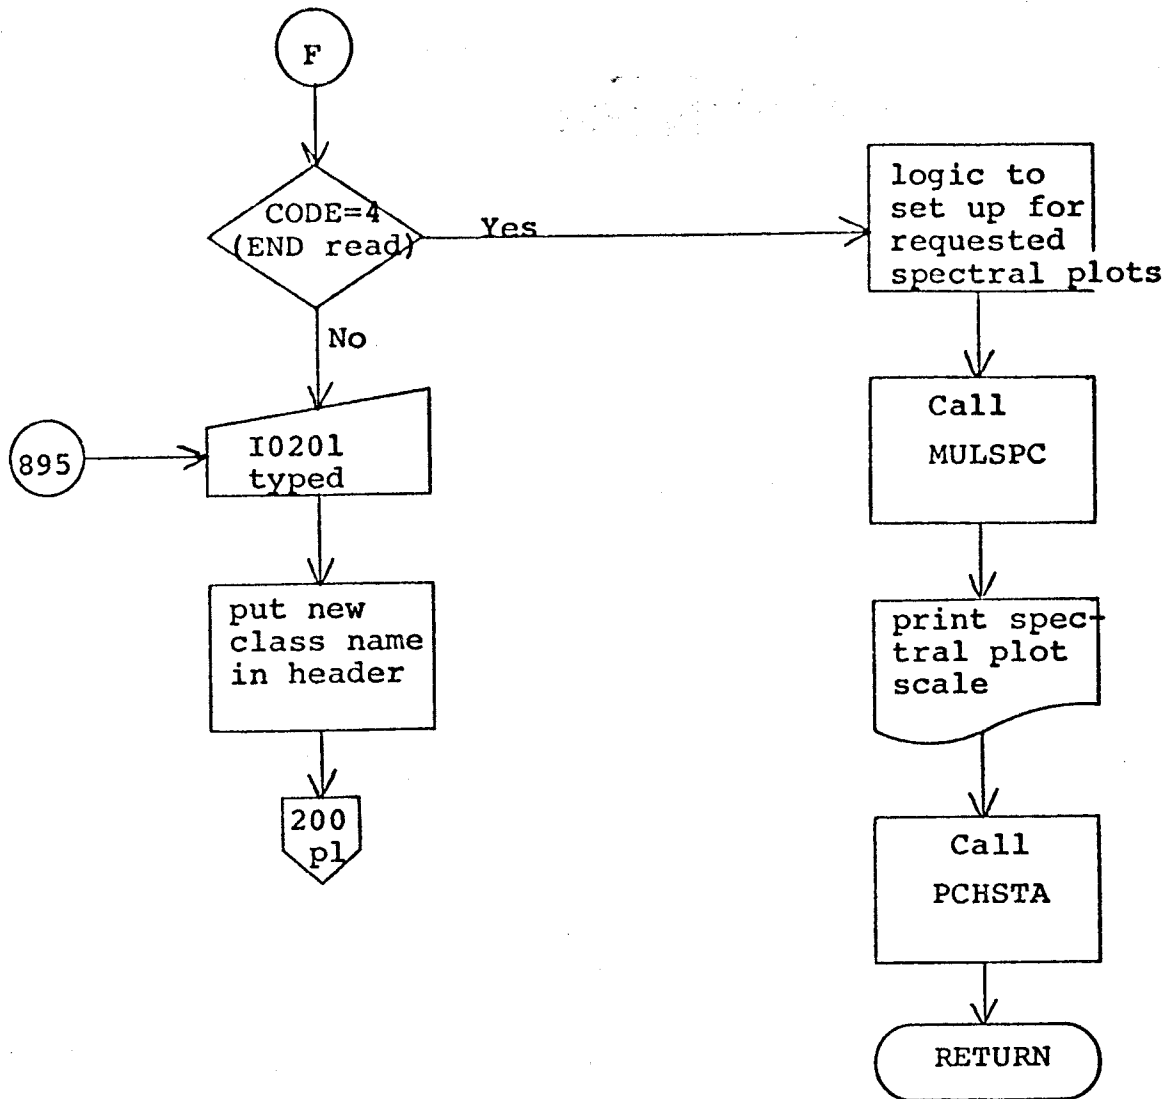 F
CODE=4
(END read)
Yes
No
895
I0201
typed
put new
class name
in header
200
p1
logic to
set up for
requested
spectral plots
Call
MULSPC
print spec-
tral plot
scale
Call
PCHSTA
RETURN